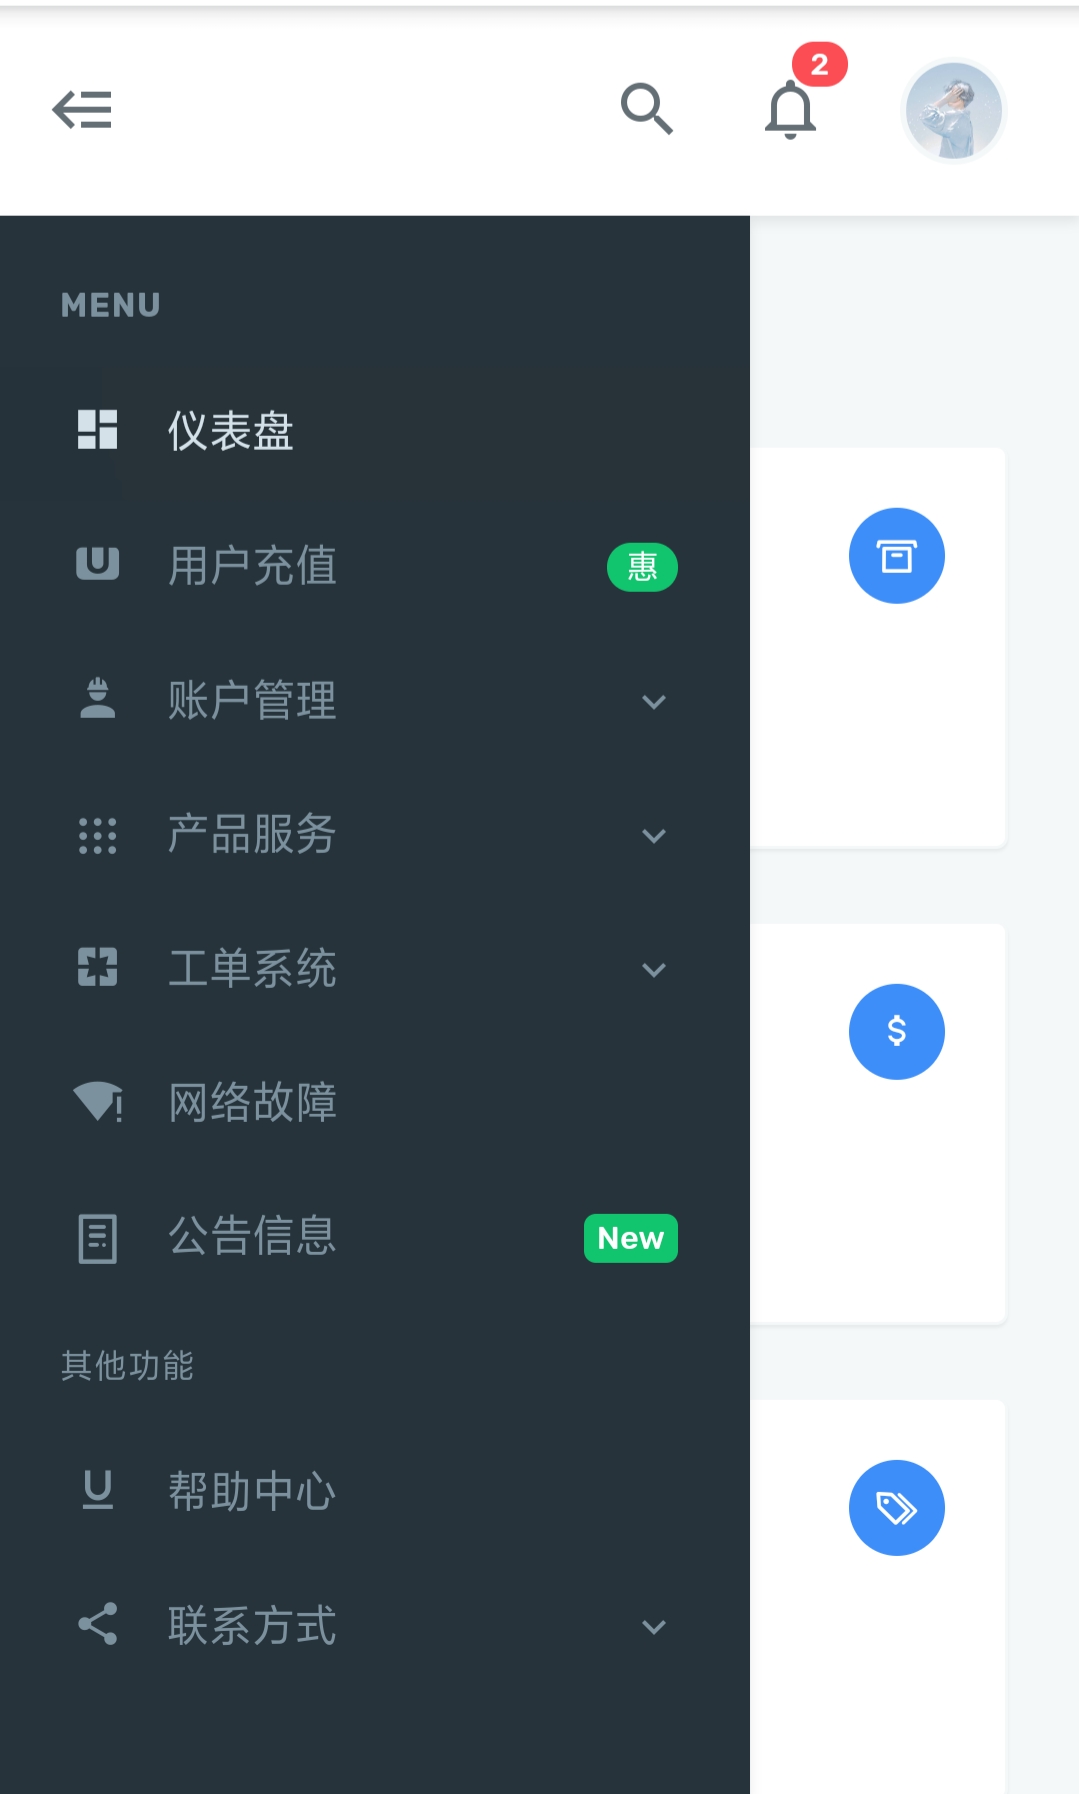 2
MENU
仪表盘
用户充值 惠
账户管理
产品服务
工单系统
网络故障
公告信息 New
其他功能
帮助中心
联系方式